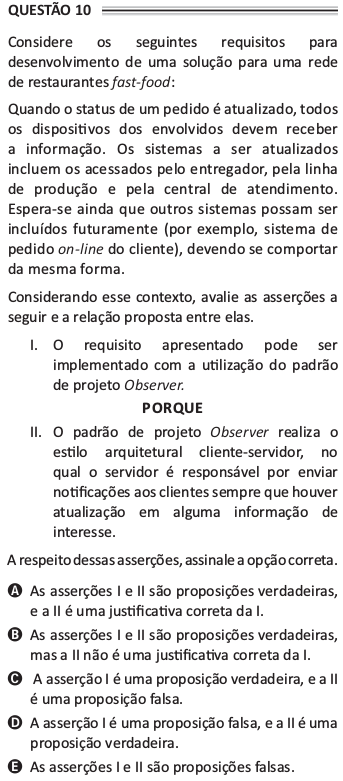 QUESTÃO 10
Considere os seguintes requisitos para
desenvolvimento de uma solução para uma rede
de restaurantes fast-food:
Quando o status de um pedido é atualizado, todos
os dispositivos dos envolvidos devem receber
a informação. Os sistemas a ser atualizados
incluem os acessados pelo entregador, pela linha
de produção e pela central de atendimento.
Espera-se ainda que outros sistemas possam ser
incluídos futuramente (por exemplo, sistema de
pedido on-line do cliente), devendo se comportar
da mesma forma.
Considerando esse contexto, avalie as asserções a
seguir e a relação proposta entre elas.
I. O requisito apresentado pode ser
implementado com a utilização do padrão
de projeto Observer.
PORQUE
II. O padrão de projeto Observer realiza o
estilo arquitetural cliente-servidor, no
qual o servidor é responsável por enviar
notificações aos clientes sempre que houver
atualização em alguma informação de
interesse.
A respeito dessas asserções, assinale a opção correta.
A As asserções I e II são proposições verdadeiras,
e a II é uma justificativa correta da I.
B As asserções I e II são proposições verdadeiras,
mas a II não é uma justificativa correta da I.
C A asserção I é uma proposição verdadeira, e a II
é uma proposição falsa.
D A asserção I é uma proposição falsa, e a II é uma
proposição verdadeira.
E As asserções I e II são proposições falsas.